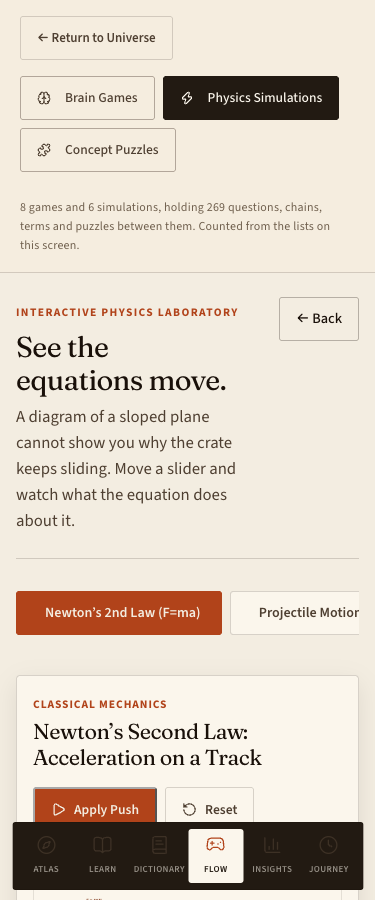 ← Return to Universe
Brain Games
Physics Simulations
Concept Puzzles
8 games and 6 simulations, holding 269 questions, chains,
terms and puzzles between them. Counted from the lists on
this screen.
INTERACTIVE PHYSICS LABORATORY
← Back
See the
equations move.
A diagram of a sloped plane
cannot show you why the crate
keeps sliding. Move a slider and
watch what the equation does
about it.
Newton’s 2nd Law (F=ma)
Projectile Motion
CLASSICAL MECHANICS
Newton’s Second Law:
Acceleration on a Track
Apply Push
Reset
ATLAS
LEARN
DICTIONARY
FLOW
INSIGHTS
JOURNEY